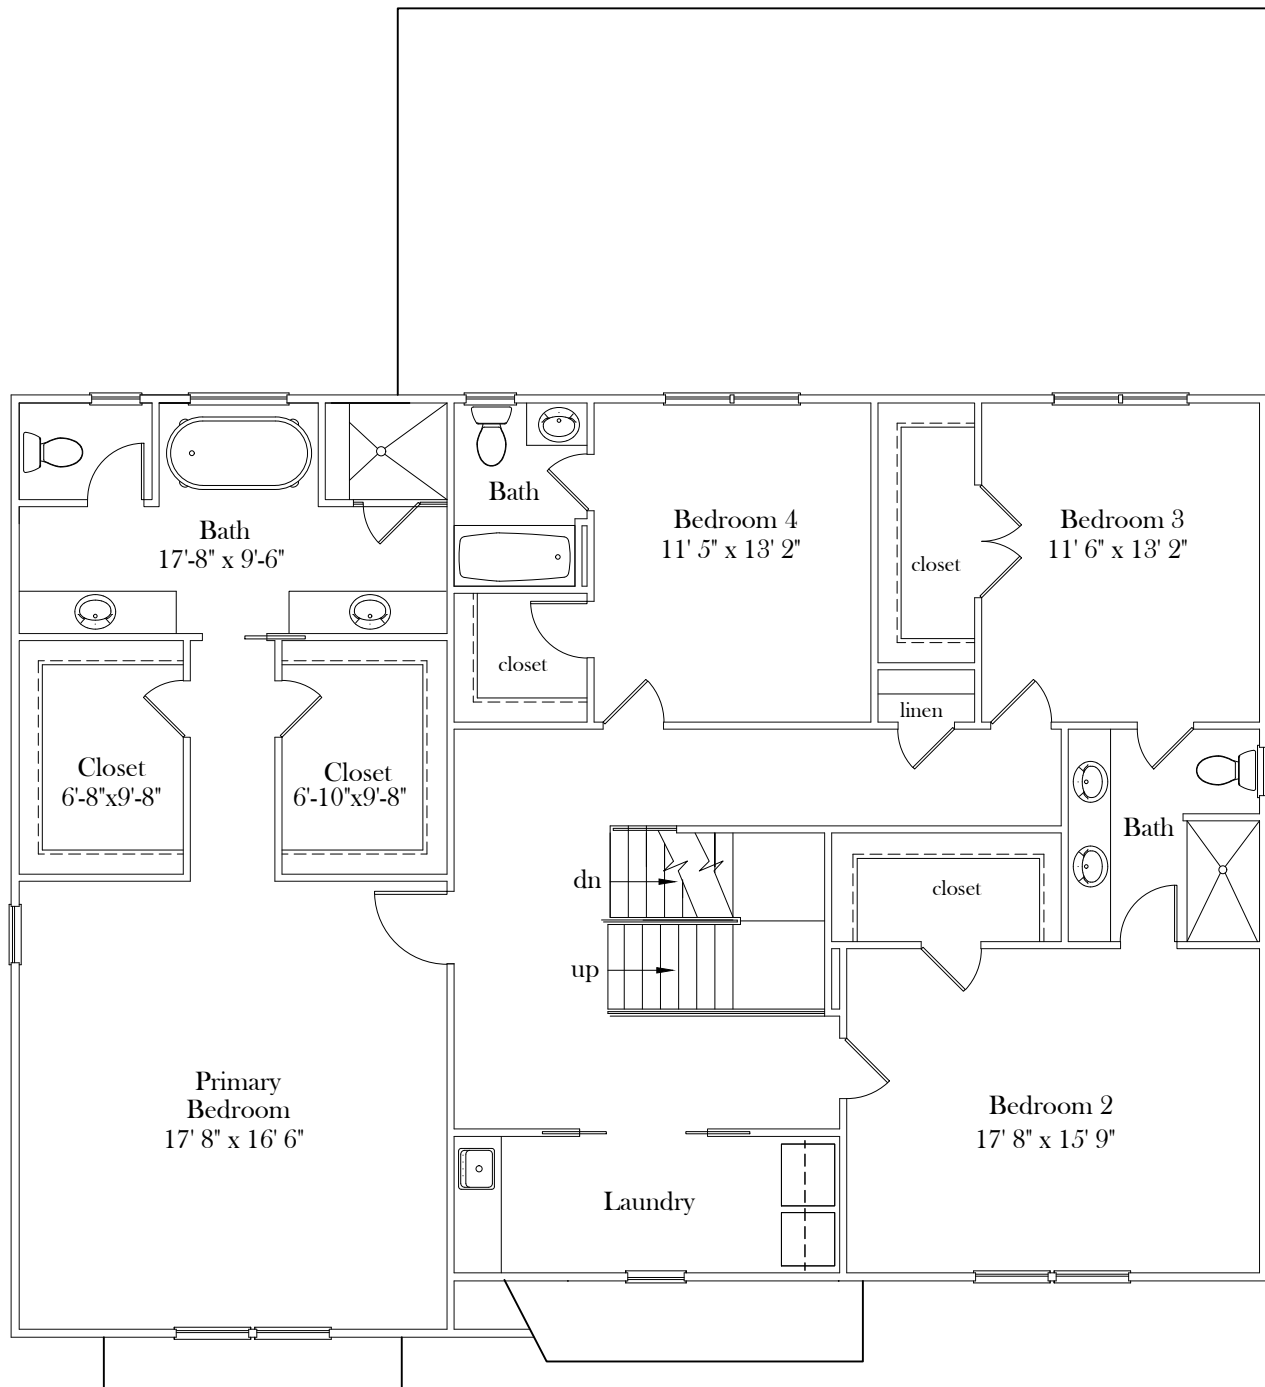 Bath
17'-8" x 9'-6"
Bath
Bedroom 4
11' 5" x 13' 2"
closet
Bedroom 3
11' 6" x 13' 2"
closet
linen
Closet
6'-8"x9'-8"
Closet
6'-10"x9'-8"
Bath
dn
closet
up
Primary
Bedroom
17' 8" x 16' 6"
Bedroom 2
17' 8" x 15' 9"
Laundry